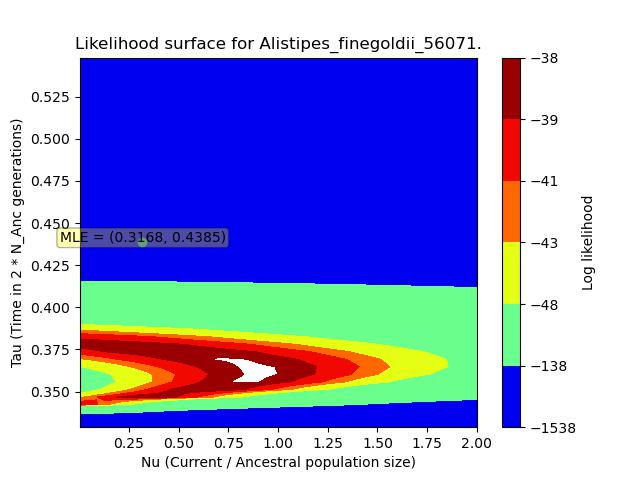 Likelihood surface for Alistipes_finegoldii_56071.
Tau (Time in 2 * N_Anc generations)
0.525
0.500
0.475
0.450
0.425
0.400
0.375
0.350
MLE = (0.3168, 0.4385)
0.25 0.50 0.75 1.00 1.25 1.50 1.75 2.00
Nu (Current / Ancestral population size)
−38
−39
−41
−43
−48
−138
−1538
Log likelihood